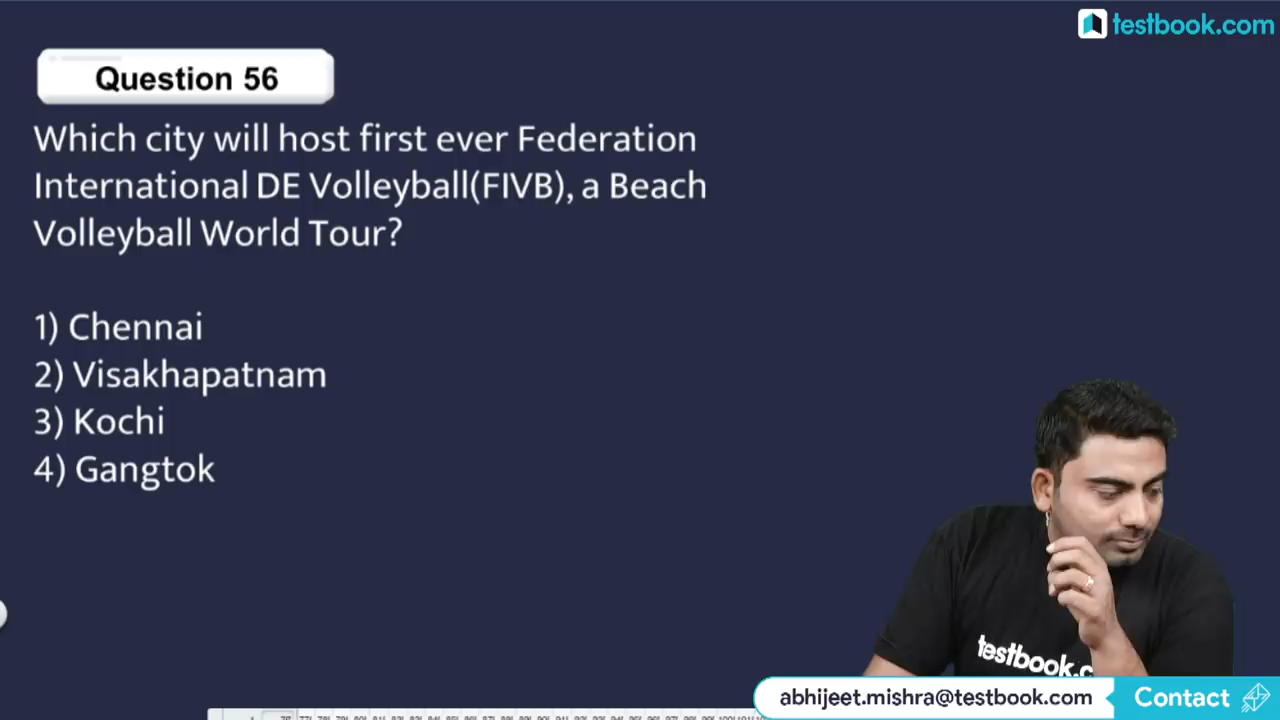 testbook.com
Question 56
Which city will host first ever Federation
International DE Volleyball(FIVB), a Beach
Volleyball World Tour?
1) Chennai
2) Visakhapatnam
3) Kochi
4) Gangtok
testbook.c
abhijeet.mishra@testbook.com
Contact